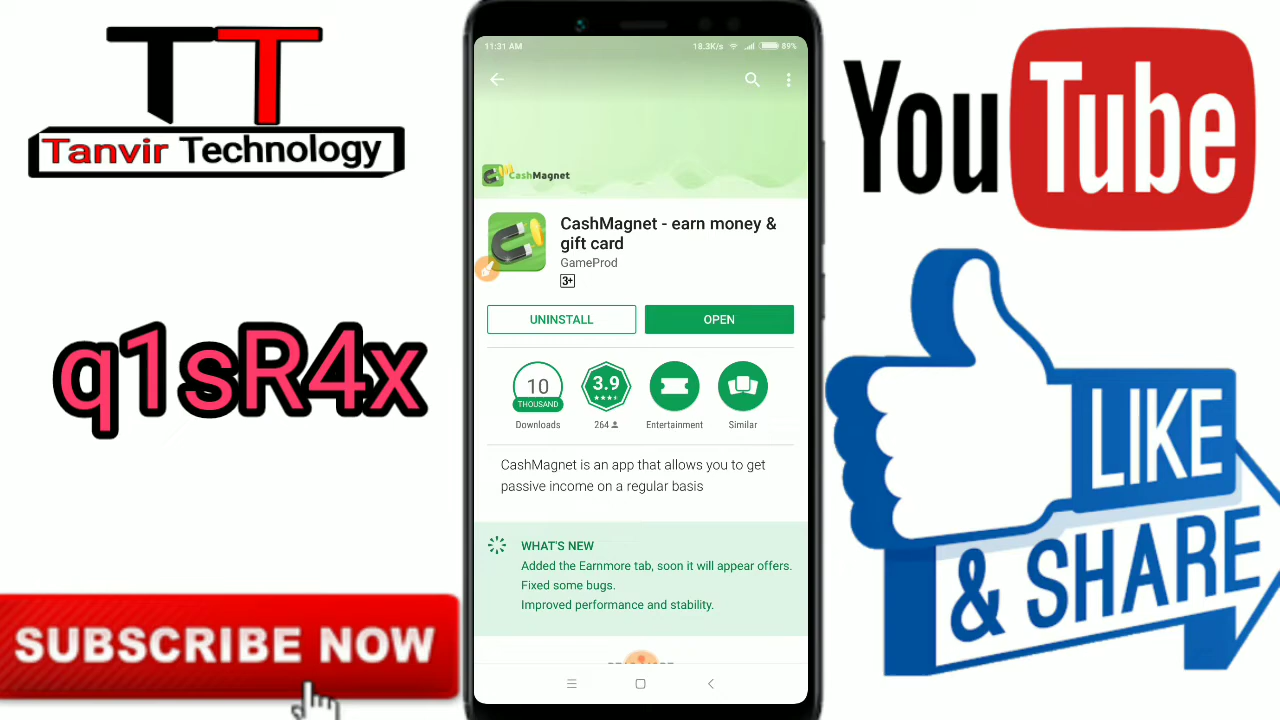 TT
Tanvir Technology
q1sR4x
SUBSCRIBE NOW
11:31 AM
18.3K/s
89%
CashMagnet
CashMagnet - earn money &
gift card
GameProd
3+
UNINSTALL
OPEN
10
THOUSAND
Downloads
3.9
264
Entertainment
Similar
CashMagnet is an app that allows you to get
passive income on a regular basis
WHAT'S NEW
Added the Earnmore tab, soon it will appear offers.
Fixed some bugs.
Improved performance and stability.
YouTube
LIKE
& SHARE